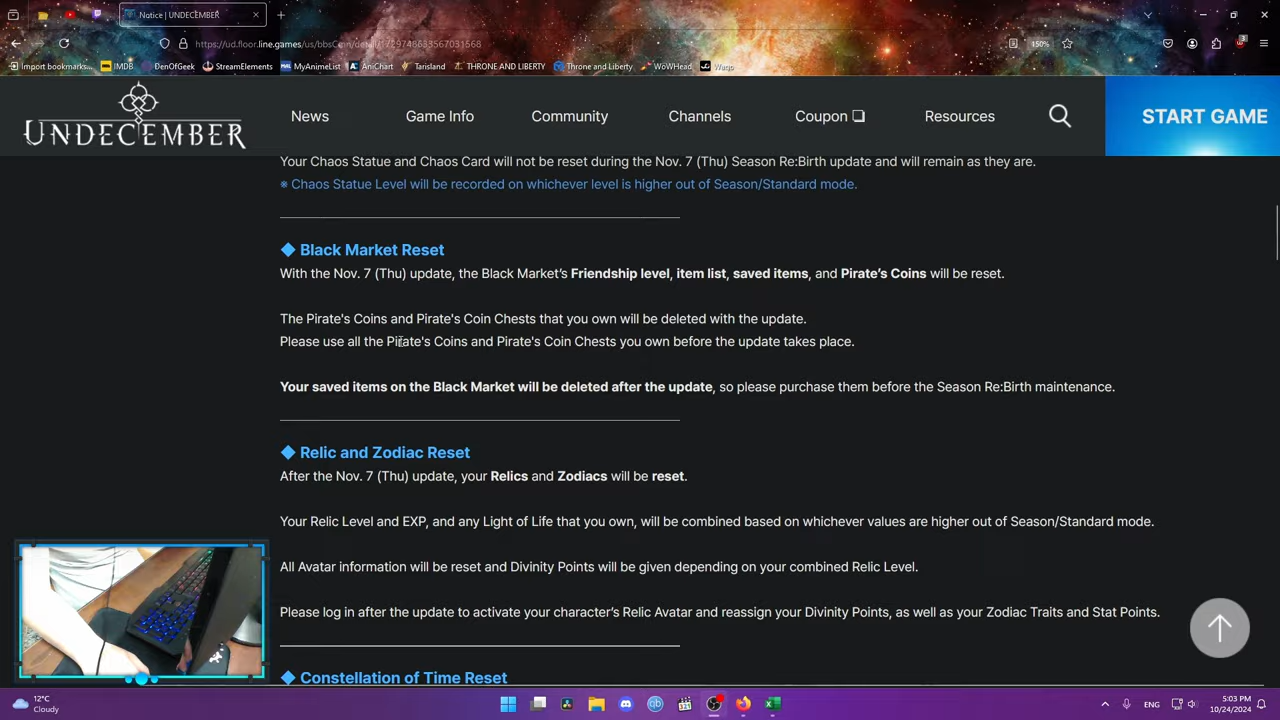 Notice | UNDECEMBER
https://ud.floor.line.games/us/bbsCmn/detail/1729748633567031568
150%
Import bookmarks...
IMDB
DenOfGeek
StreamElements
MyAnimeList
AniChart
Tarisland
THRONE AND LIBERTY
Throne and Liberty
WoWHead
Waqo
UNDECEMBER
News
Game Info
Community
Channels
Coupon
Resources
START GAME
Your Chaos Statue and Chaos Card will not be reset during the Nov. 7 (Thu) Season Re:Birth update and will remain as they are.
※ Chaos Statue Level will be recorded on whichever level is higher out of Season/Standard mode.
◆ Black Market Reset
With the Nov. 7 (Thu) update, the Black Market's Friendship level, item list, saved items, and Pirate's Coins will be reset.
The Pirate's Coins and Pirate's Coin Chests that you own will be deleted with the update.
Please use all the Pirate's Coins and Pirate's Coin Chests you own before the update takes place.
Your saved items on the Black Market will be deleted after the update, so please purchase them before the Season Re:Birth maintenance.
◆ Relic and Zodiac Reset
After the Nov. 7 (Thu) update, your Relics and Zodiacs will be reset.
Your Relic Level and EXP, and any Light of Life that you own, will be combined based on whichever values are higher out of Season/Standard mode.
All Avatar information will be reset and Divinity Points will be given depending on your combined Relic Level.
Please log in after the update to activate your character's Relic Avatar and reassign your Divinity Points, as well as your Zodiac Traits and Stat Points.
◆ Constellation of Time Reset
12°C
Cloudy
ENG
5:03 PM
10/24/2024